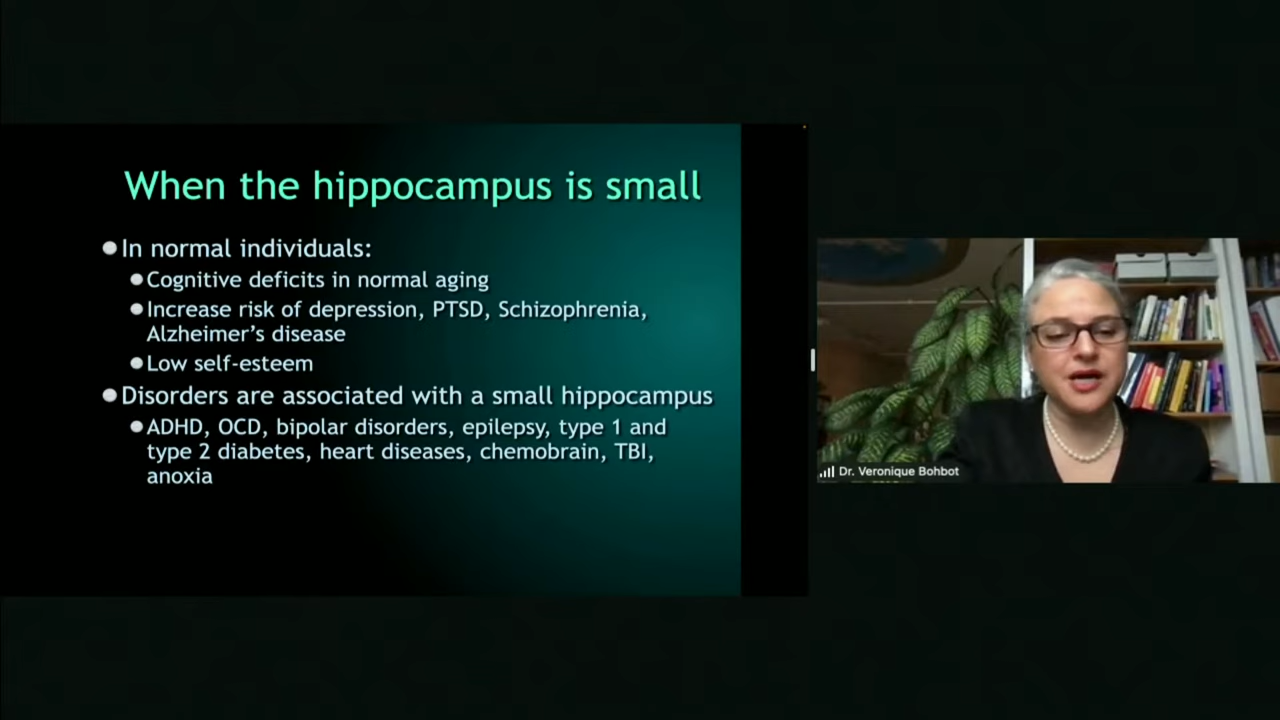 When the hippocampus is small
In normal individuals:
Cognitive deficits in normal aging
Increase risk of depression, PTSD, Schizophrenia,
Alzheimer's disease
Low self-esteem
Disorders are associated with a small hippocampus
ADHD, OCD, bipolar disorders, epilepsy, type 1 and
type 2 diabetes, heart diseases, chemobrain, TBI,
anoxia
Dr. Veronique Bohbot